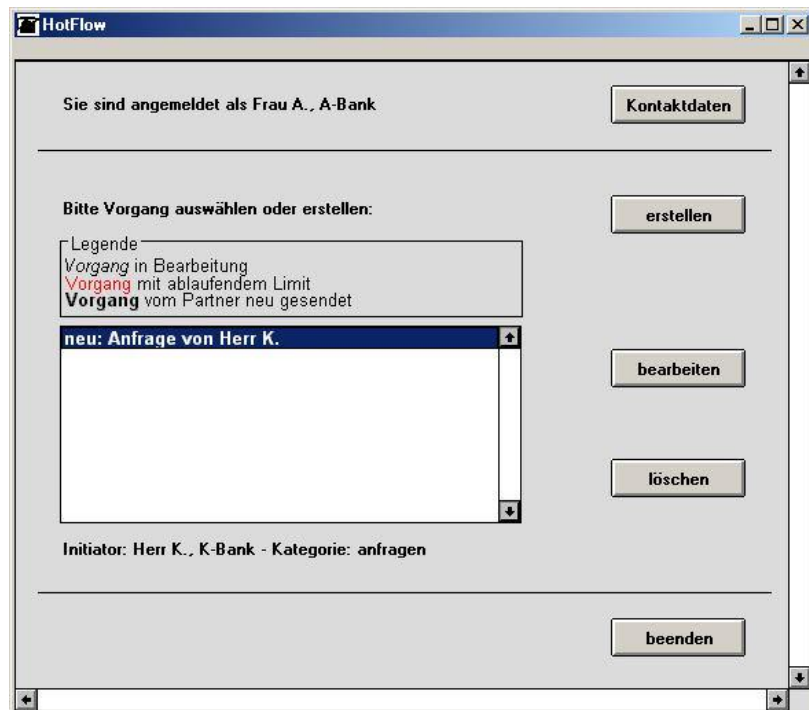 HotFlow
Sie sind angemeldet als Frau A., A-Bank
Kontaktdaten
Bitte Vorgang auswählen oder erstellen:
erstellen
Legende
Vorgang in Bearbeitung
Vorgang mit ablaufendem Limit
Vorgang vom Partner neu gesendet
neu: Anfrage von Herr K.
bearbeiten
löschen
Initiator: Herr K., K-Bank - Kategorie: anfragen
beenden